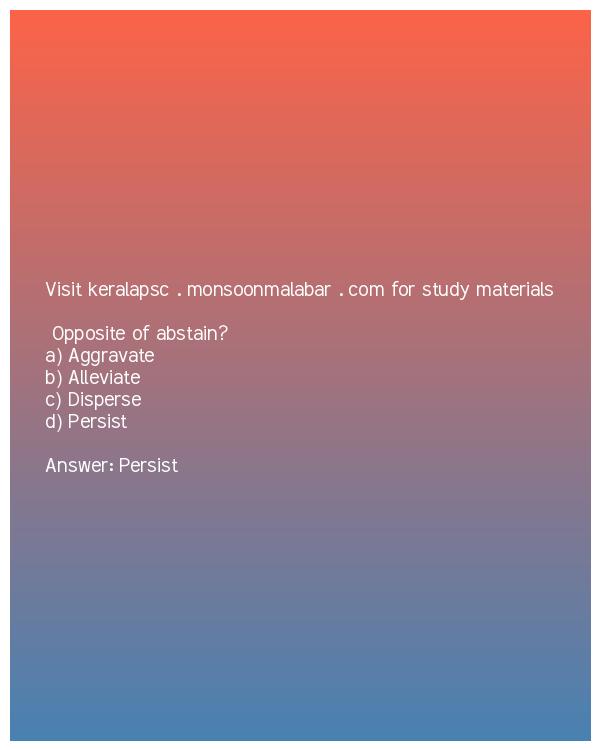 Visit keralapsc . monsoonmalabar . com for study materials
Opposite of abstain?
a) Aggravate
b) Alleviate
c) Disperse
d) Persist
Answer: Persist